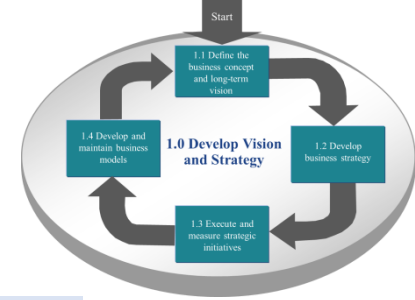 Start
1.1 Define the
business concept
and long-term
vision
1.4 Develop and
maintain business
models
1.0 Develop Vision
and Strategy
1.2 Develop
business strategy
1.3 Execute and
measure strategic
initiatives